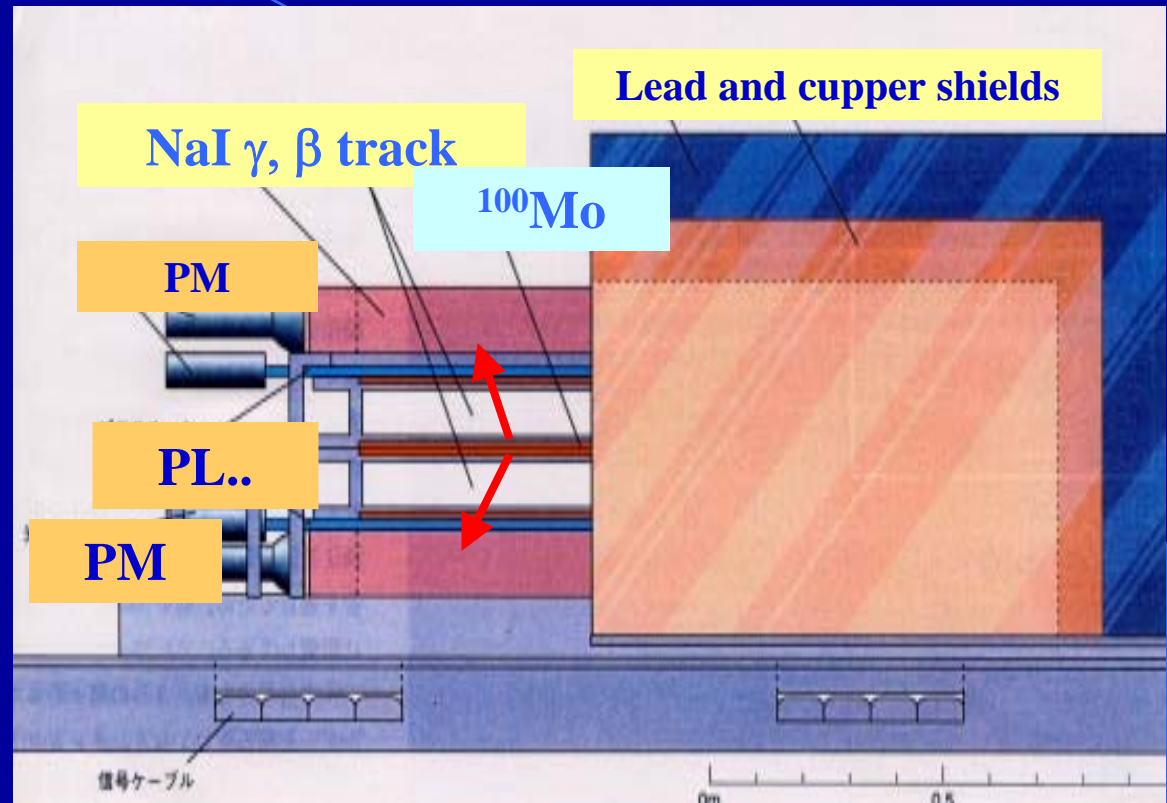 Lead and cupper shields
NaI γ, β track
¹⁰⁰Mo
PM
PL..
PM
信号ケーブル
0m 0.5